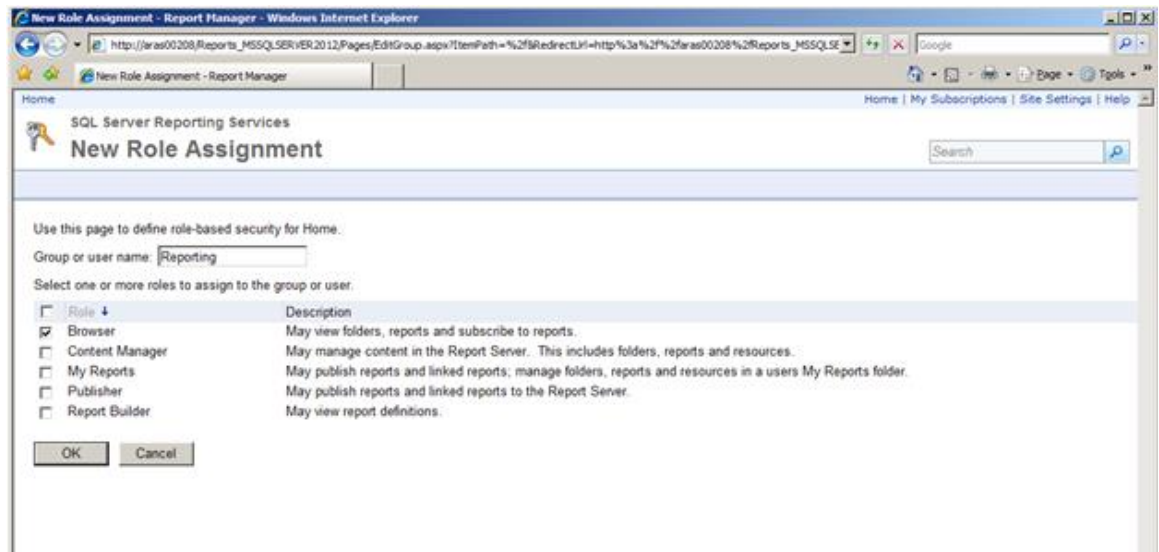 New Role Assignment - Report Manager - Windows Internet Explorer
http://aras00208/Reports_MSSQLSERVER2012/Pages/EditGroup.aspx?ItemPath=%2f&RedirectUrl=http%3a%2f%2faras00208%2fReports_MSSQLSE
Google
New Role Assignment - Report Manager
Page
Tools
Home
Home | My Subscriptions | Site Settings | Help
SQL Server Reporting Services
New Role Assignment
Search
Use this page to define role-based security for Home.
Group or user name: Reporting
Select one or more roles to assign to the group or user.
Role Description
Browser May view folders, reports and subscribe to reports.
Content Manager May manage content in the Report Server. This includes folders, reports and resources.
My Reports May publish reports and linked reports; manage folders, reports and resources in a users My Reports folder.
Publisher May publish reports and linked reports to the Report Server.
Report Builder May view report definitions.
OK Cancel